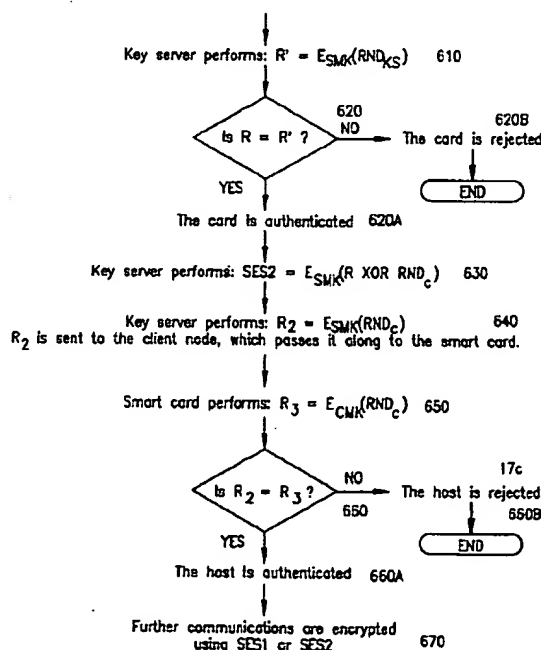 Key server performs: R' = E_SMK(RND_KS) 610
620
NO
Is R = R' ?
620B
The card is rejected
END
YES
The card is authenticated 620A
Key server performs: SES2 = E_SMK(R XOR RND_c) 630
Key server performs: R_2 = E_SMK(RND_c) 640
R_2 is sent to the client node, which passes it along to the smart card.
Smart card performs: R_3 = E_CMK(RND_c) 650
NO
Is R_2 = R_3 ?
660
17c
The host is rejected
660B
END
YES
The host is authenticated 660A
Further communications are encrypted
using SES1 or SES2 670